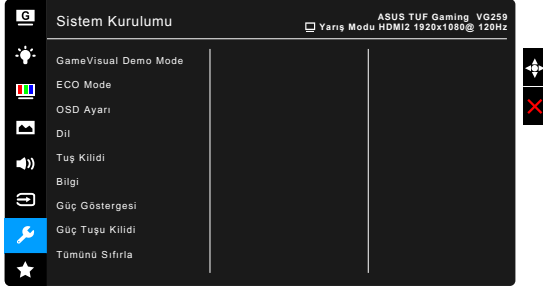 G
Sistem Kurulumu
ASUS TUF Gaming VG259
Yarış Modu HDMI2 1920x1080@ 120Hz
GameVisual Demo Mode
ECO Mode
OSD Ayarı
Dil
Tuş Kilidi
Bilgi
Güç Göstergesi
Güç Tuşu Kilidi
Tümünü Sıfırla